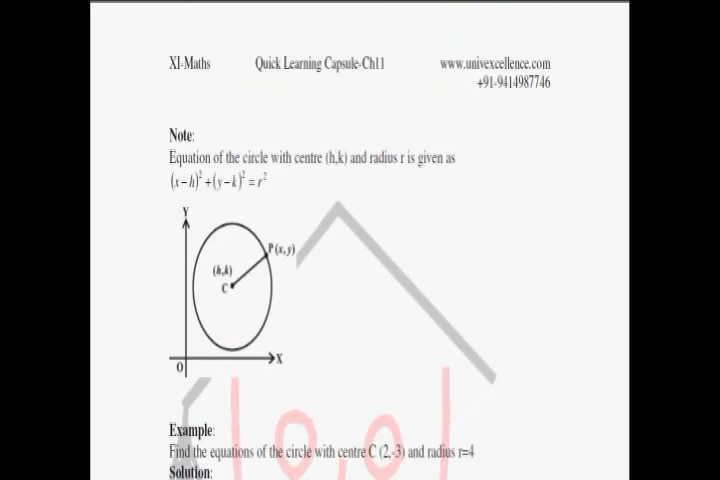 XI-Maths Quick Learning Capsule-Ch11 www.univexcellence.com
+91-9414987746
Note:
Equation of the circle with centre (h,k) and radius r is given as
(x – h)² + (y – k)² = r²
Y
P (x, y)
(h, k)
C
O X
Example:
Find the equations of the circle with centre C (2,-3) and radius r=4
Solution: